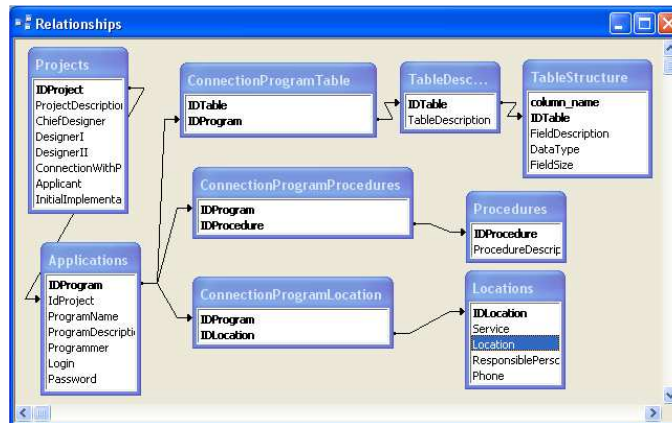 Relationships
Projects
IDProject
ProjectDescription
ChiefDesigner
DesignerI
DesignerII
ConnectionWithP
Applicant
InitialImplementa
ConnectionProgramTable
IDTable
IDProgram
TableDesc...
IDTable
TableDescription
TableStructure
column_name
IDTable
FieldDescription
DataType
FieldSize
ConnectionProgramProcedures
IDProgram
IDProcedure
Procedures
IDProcedure
ProcedureDescrip
Applications
IDProgram
IdProject
ProgramName
ProgramDescripti
Programmer
Login
Password
ConnectionProgramLocation
IDProgram
IDLocation
Locations
IDLocation
Service
Location
ResponsiblePersc
Phone